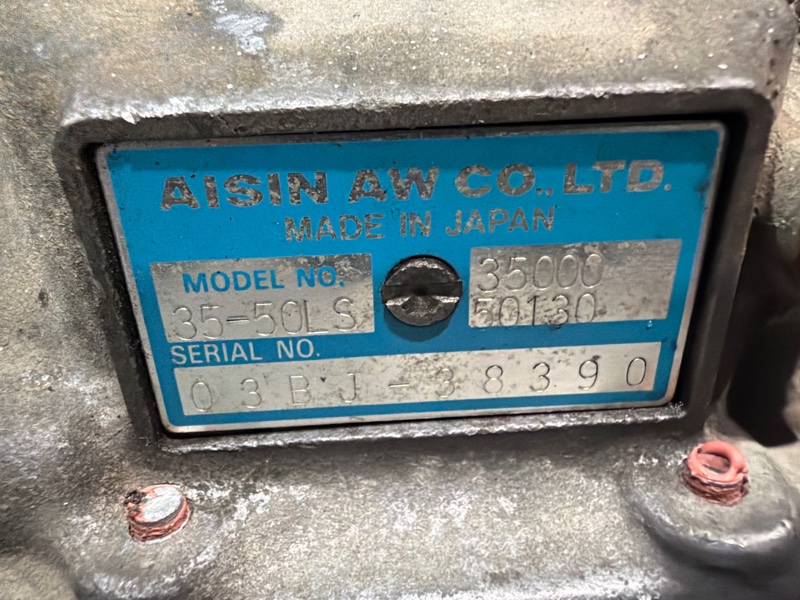 AISIN AW CO., LTD.
MADE IN JAPAN
MODEL NO.
35-50LS
35000
50130
SERIAL NO.
03BJ-38390